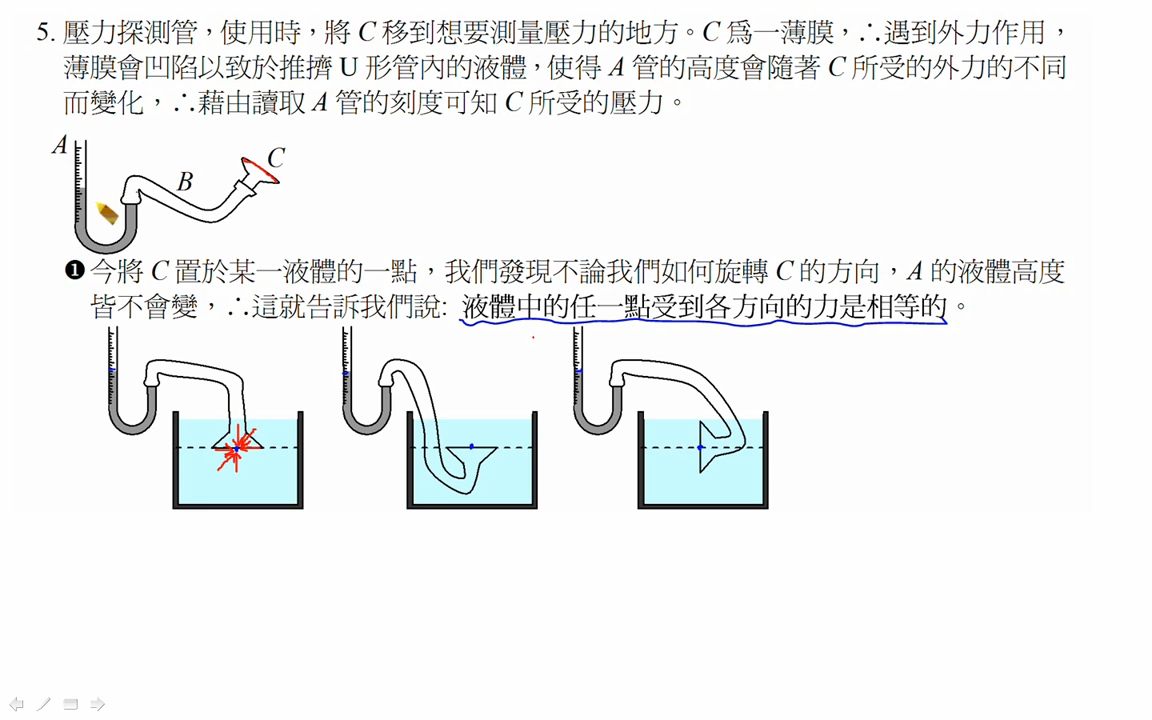 5. 壓力探測管，使用時，將 C 移到想要測量壓力的地方。C 爲一薄膜，∴遇到外力作用，
薄膜會凹陷以致於推擠 U 形管內的液體，使得 A 管的高度會隨著 C 所受的外力的不同
而變化，∴藉由讀取 A 管的刻度可知 C 所受的壓力。
A
B
C
❶ 今將 C 置於某一液體的一點，我們發現不論我們如何旋轉 C 的方向，A 的液體高度
皆不會變，∴這就告訴我們說: 液體中的任一點受到各方向的力是相等的。